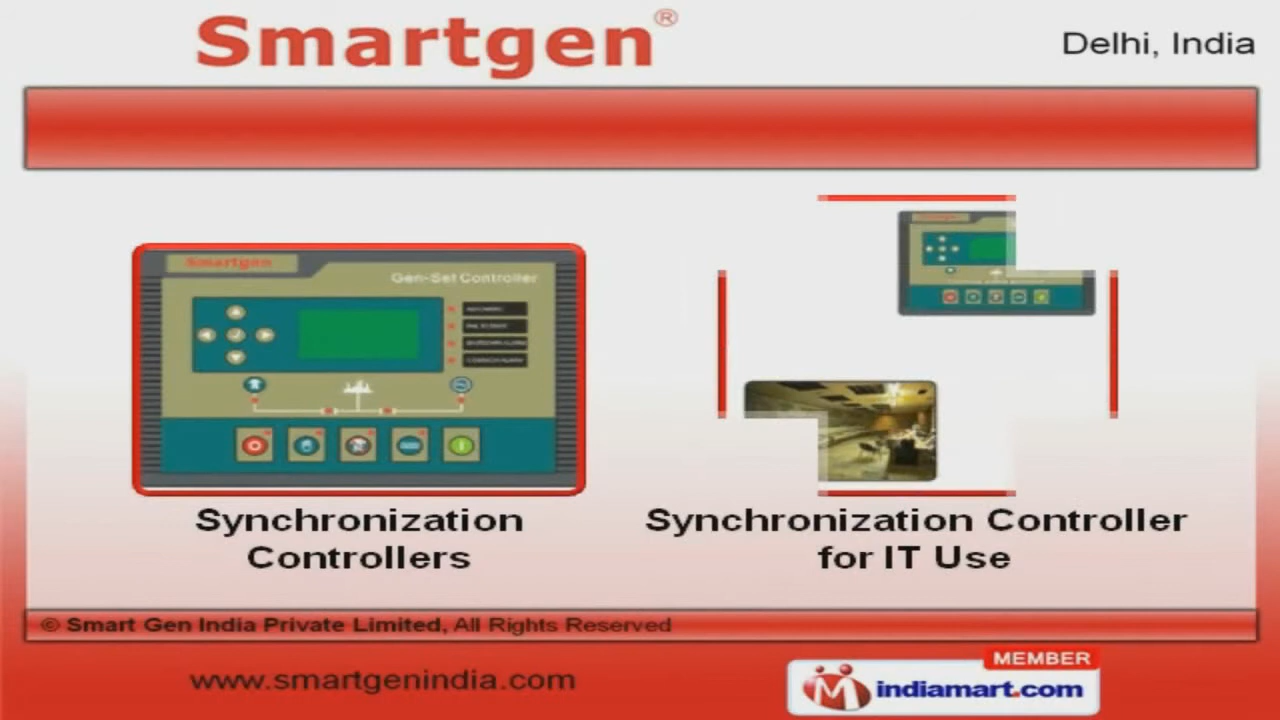 Smartgen®
Delhi, India
Smartgen
Gen-Set Controller
Synchronization
Controllers
Synchronization Controller
for IT Use
© Smart Gen India Private Limited, All Rights Reserved
www.smartgenindia.com
MEMBER
indiamart.com